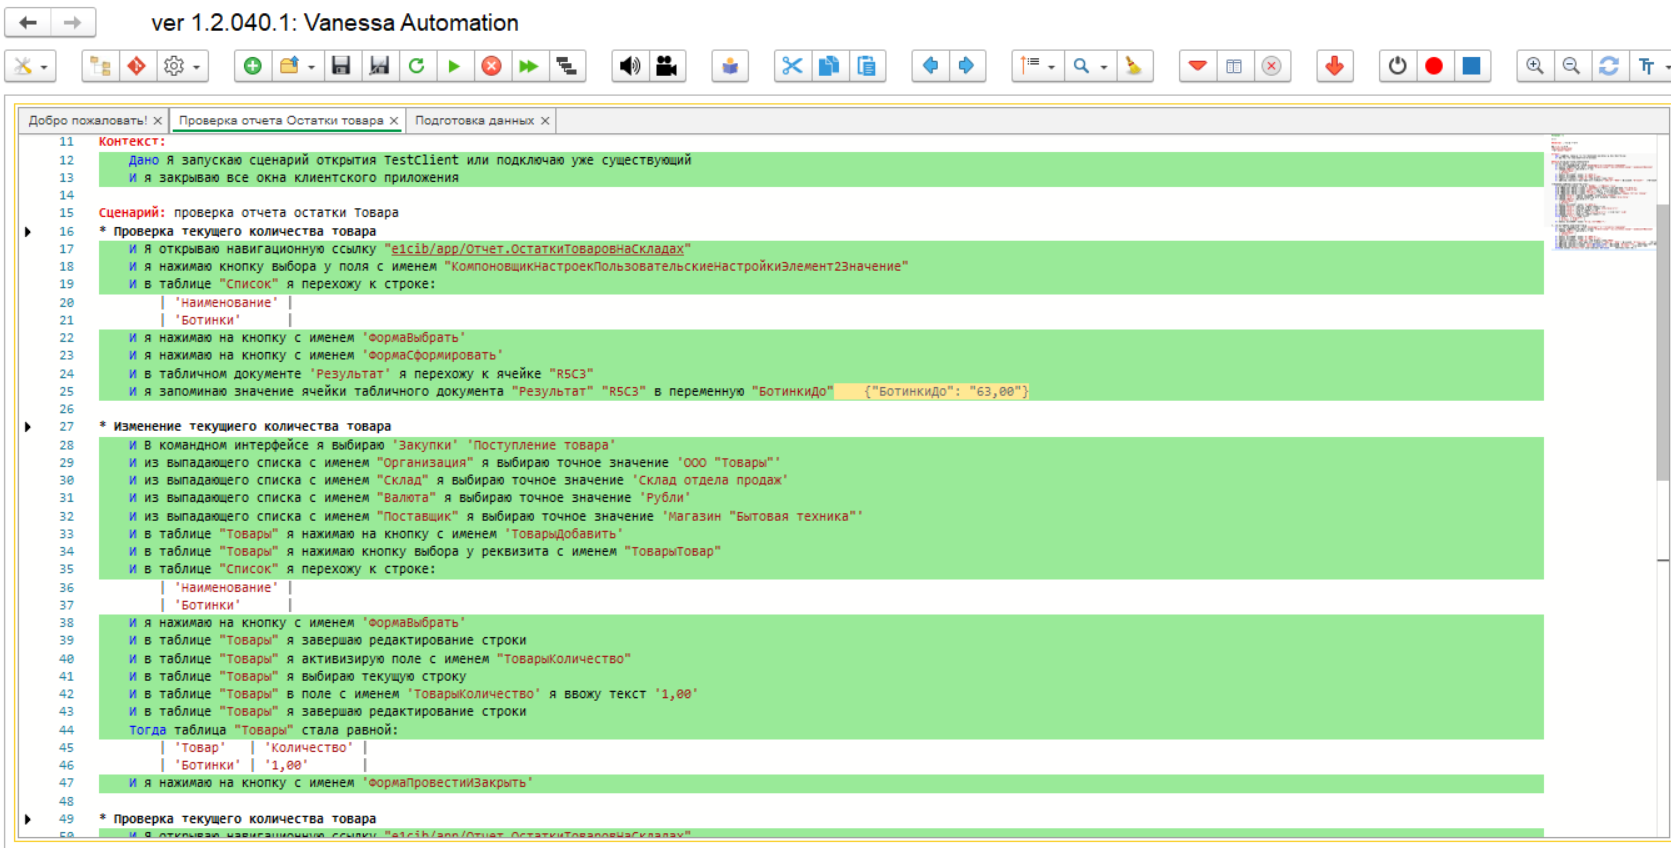 ver 1.2.040.1: Vanessa Automation
Добро пожаловать! Проверка отчета Остатки товара Подготовка данных
11 Контекст:
12 Дано Я запускаю сценарий открытия TestClient или подключаю уже существующий
13 И я закрываю все окна клиентского приложения
14
15 Сценарий: проверка отчета остатки Товара
16 * Проверка текущего количества товара
17 И Я открываю навигационную ссылку "e1cib/app/Отчет.ОстаткиТоваровНаСкладах"
18 И я нажимаю кнопку выбора у поля с именем "КомпоновщикНастроекПользовательскиеНастройкиЭлемент2Значение"
19 И в таблице "Список" я перехожу к строке:
20 | 'Наименование' |
21 | 'Ботинки' |
22 И я нажимаю на кнопку с именем 'ФормаВыбрать'
23 И я нажимаю на кнопку с именем 'ФормаСформировать'
24 И в табличном документе 'Результат' я перехожу к ячейке "R5C3"
25 И я запоминаю значение ячейки табличного документа "Результат" "R5C3" в переменную "БотинкиДо" {"БотинкиДо": "63,00"}
26
27 * Изменение текущиего количества товара
28 И В командном интерфейсе я выбираю 'Закупки' 'Поступление товара'
29 И из выпадающего списка с именем "Организация" я выбираю точное значение 'ООО "Товары"'
30 И из выпадающего списка с именем "Склад" я выбираю точное значение 'Склад отдела продаж'
31 И из выпадающего списка с именем "Валюта" я выбираю точное значение 'Рубли'
32 И из выпадающего списка с именем "Поставщик" я выбираю точное значение 'Магазин "Бытовая техника"'
33 И в таблице "Товары" я нажимаю на кнопку с именем 'ТоварыДобавить'
34 И в таблице "Товары" я нажимаю кнопку выбора у реквизита с именем "ТоварыТовар"
35 И в таблице "Список" я перехожу к строке:
36 | 'Наименование' |
37 | 'Ботинки' |
38 И я нажимаю на кнопку с именем 'ФормаВыбрать'
39 И в таблице "Товары" я завершаю редактирование строки
40 И в таблице "Товары" я активизирую поле с именем "ТоварыКоличество"
41 И в таблице "Товары" я выбираю текущую строку
42 И в таблице "Товары" в поле с именем 'ТоварыКоличество' я ввожу текст '1,00'
43 И в таблице "Товары" я завершаю редактирование строки
44 Тогда таблица "Товары" стала равной:
45 | 'Товар' | 'Количество' |
46 | 'Ботинки' | '1,00' |
47 И я нажимаю на кнопку с именем 'ФормаПровестиИЗакрыть'
48
49 * Проверка текущего количества товара
50 И Я открываю навигационную ссылку "e1cib/app/Отчет.ОстаткиТоваровНаСкладах"